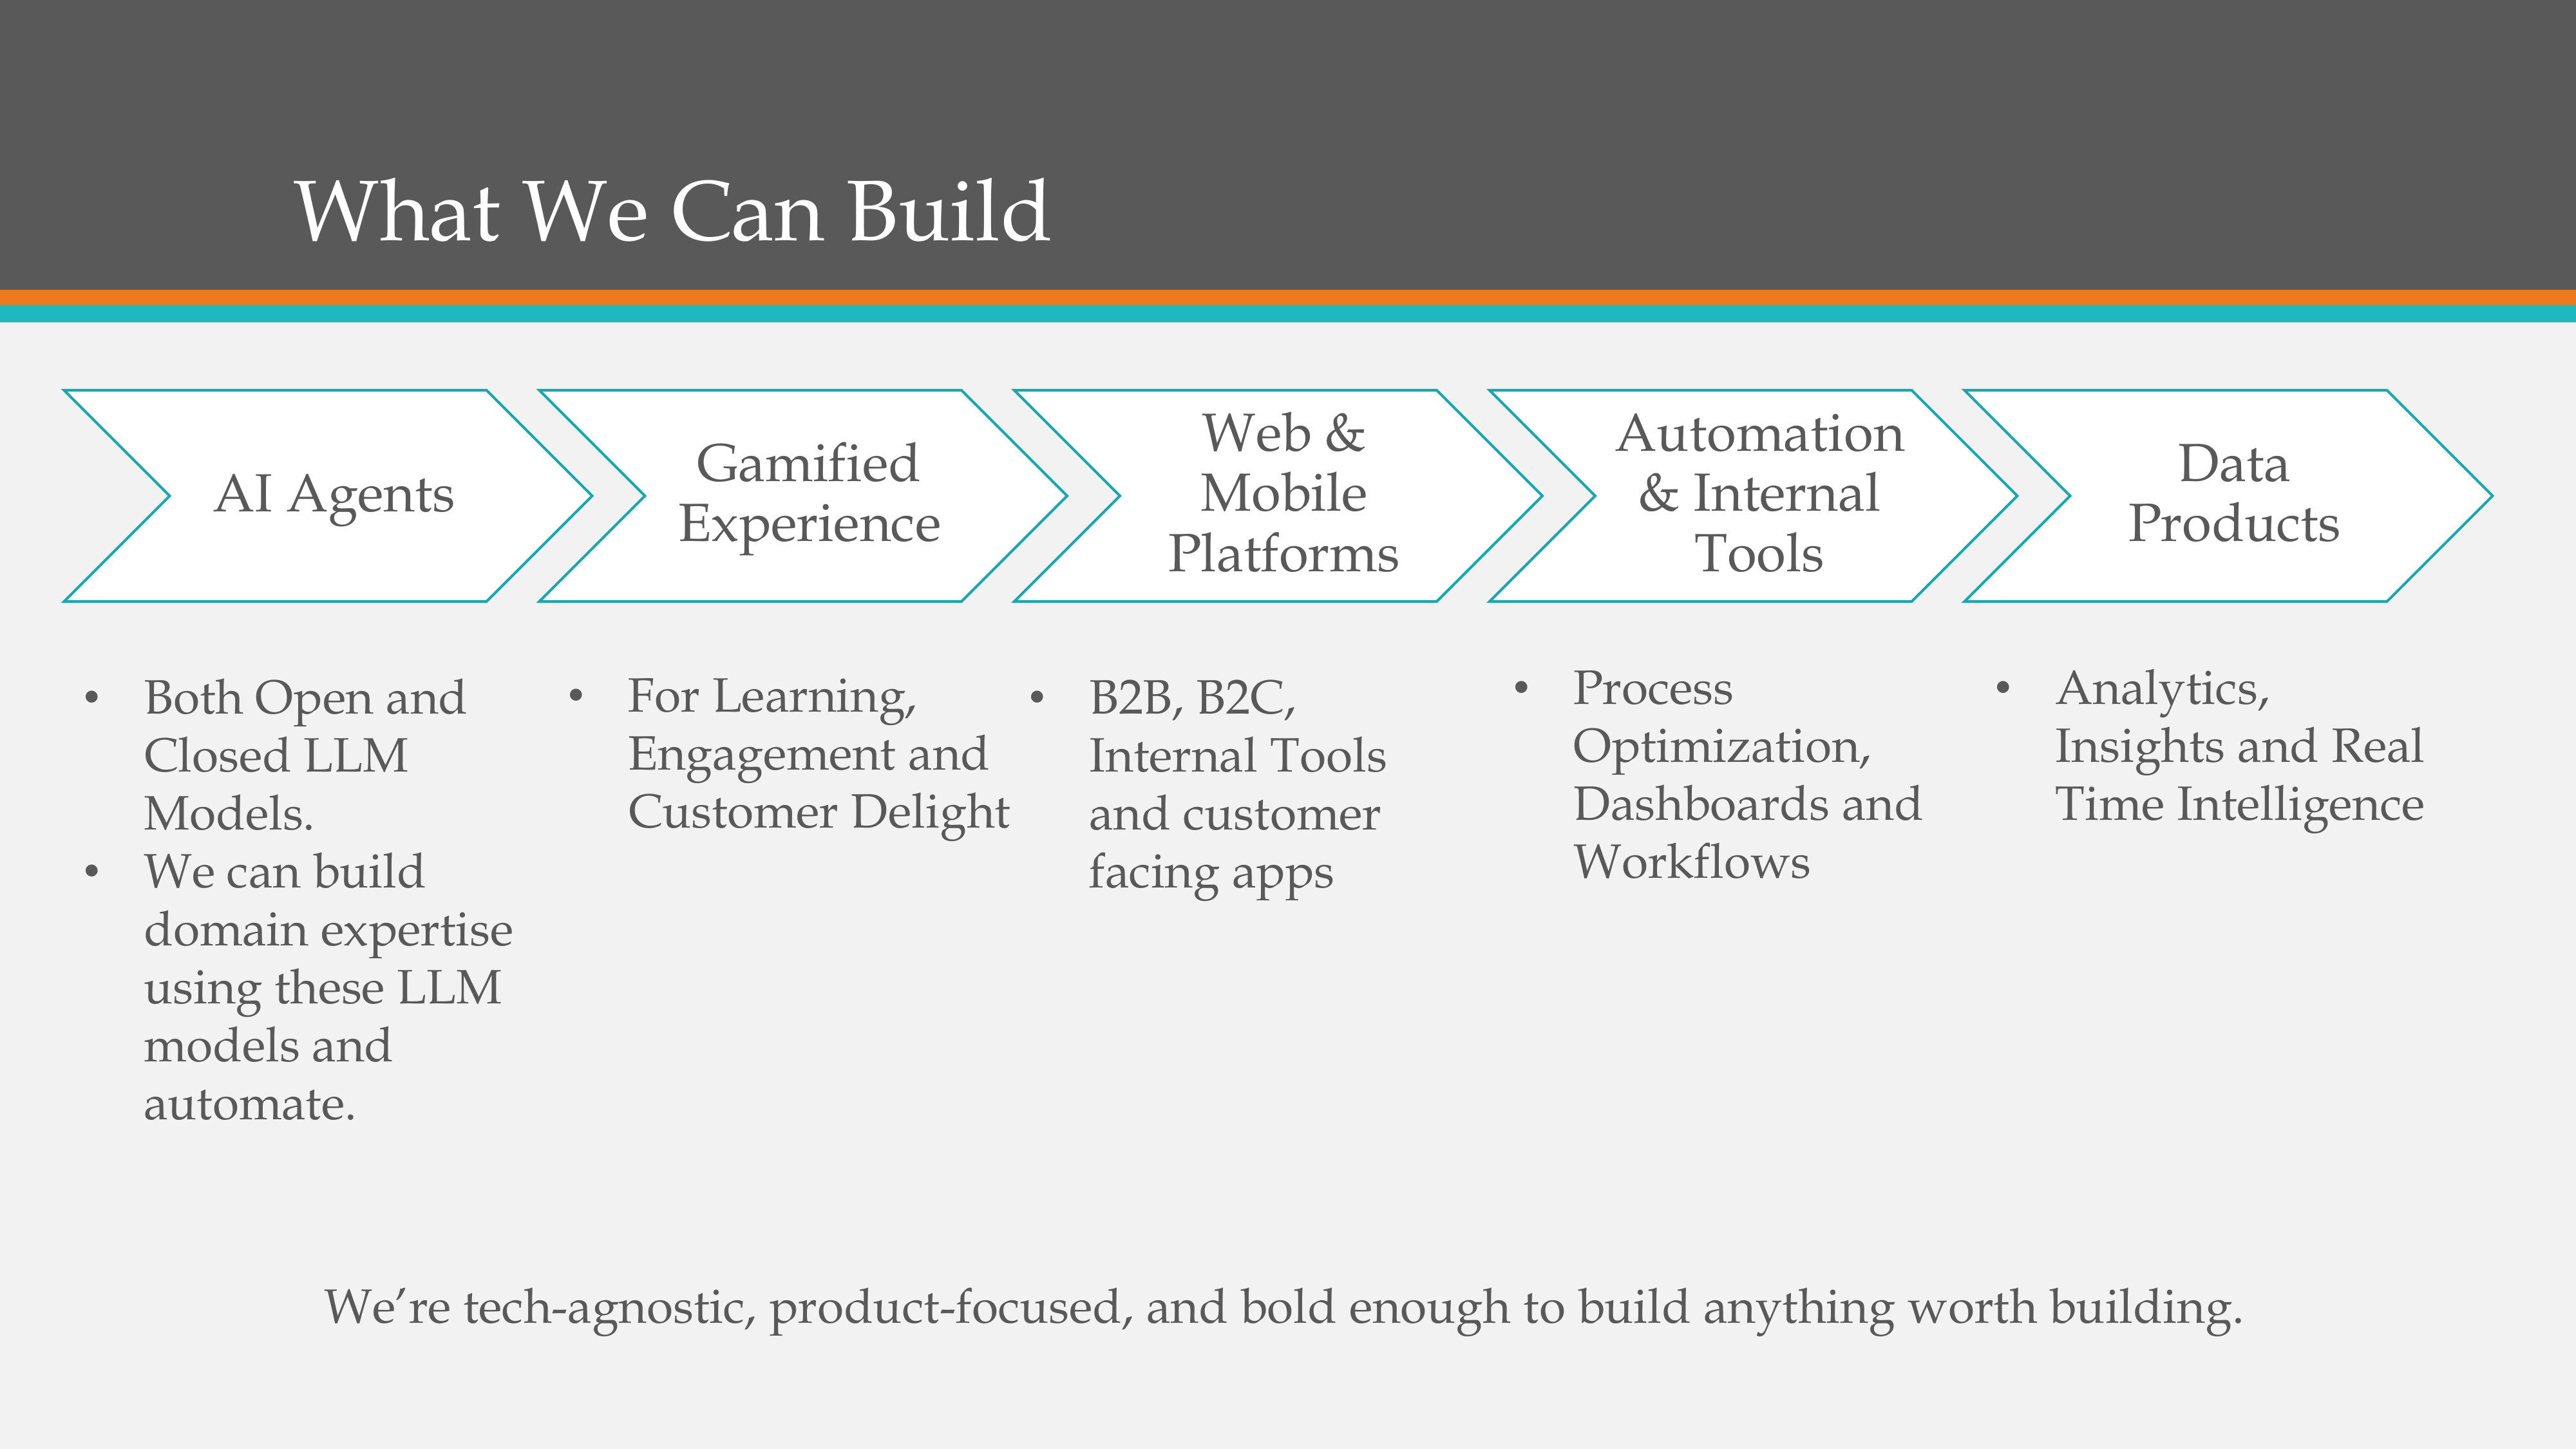 What We Can Build
AI Agents
Gamified
Experience
Web &
Mobile
Platforms
Automation
& Internal
Tools
Data
Products
• Both Open and
Closed LLM
Models.
• We can build
domain expertise
using these LLM
models and
automate.
• For Learning,
Engagement and
Customer Delight
• B2B, B2C,
Internal Tools
and customer
facing apps
• Process
Optimization,
Dashboards and
Workflows
• Analytics,
Insights and Real
Time Intelligence
We’re tech-agnostic, product-focused, and bold enough to build anything worth building.